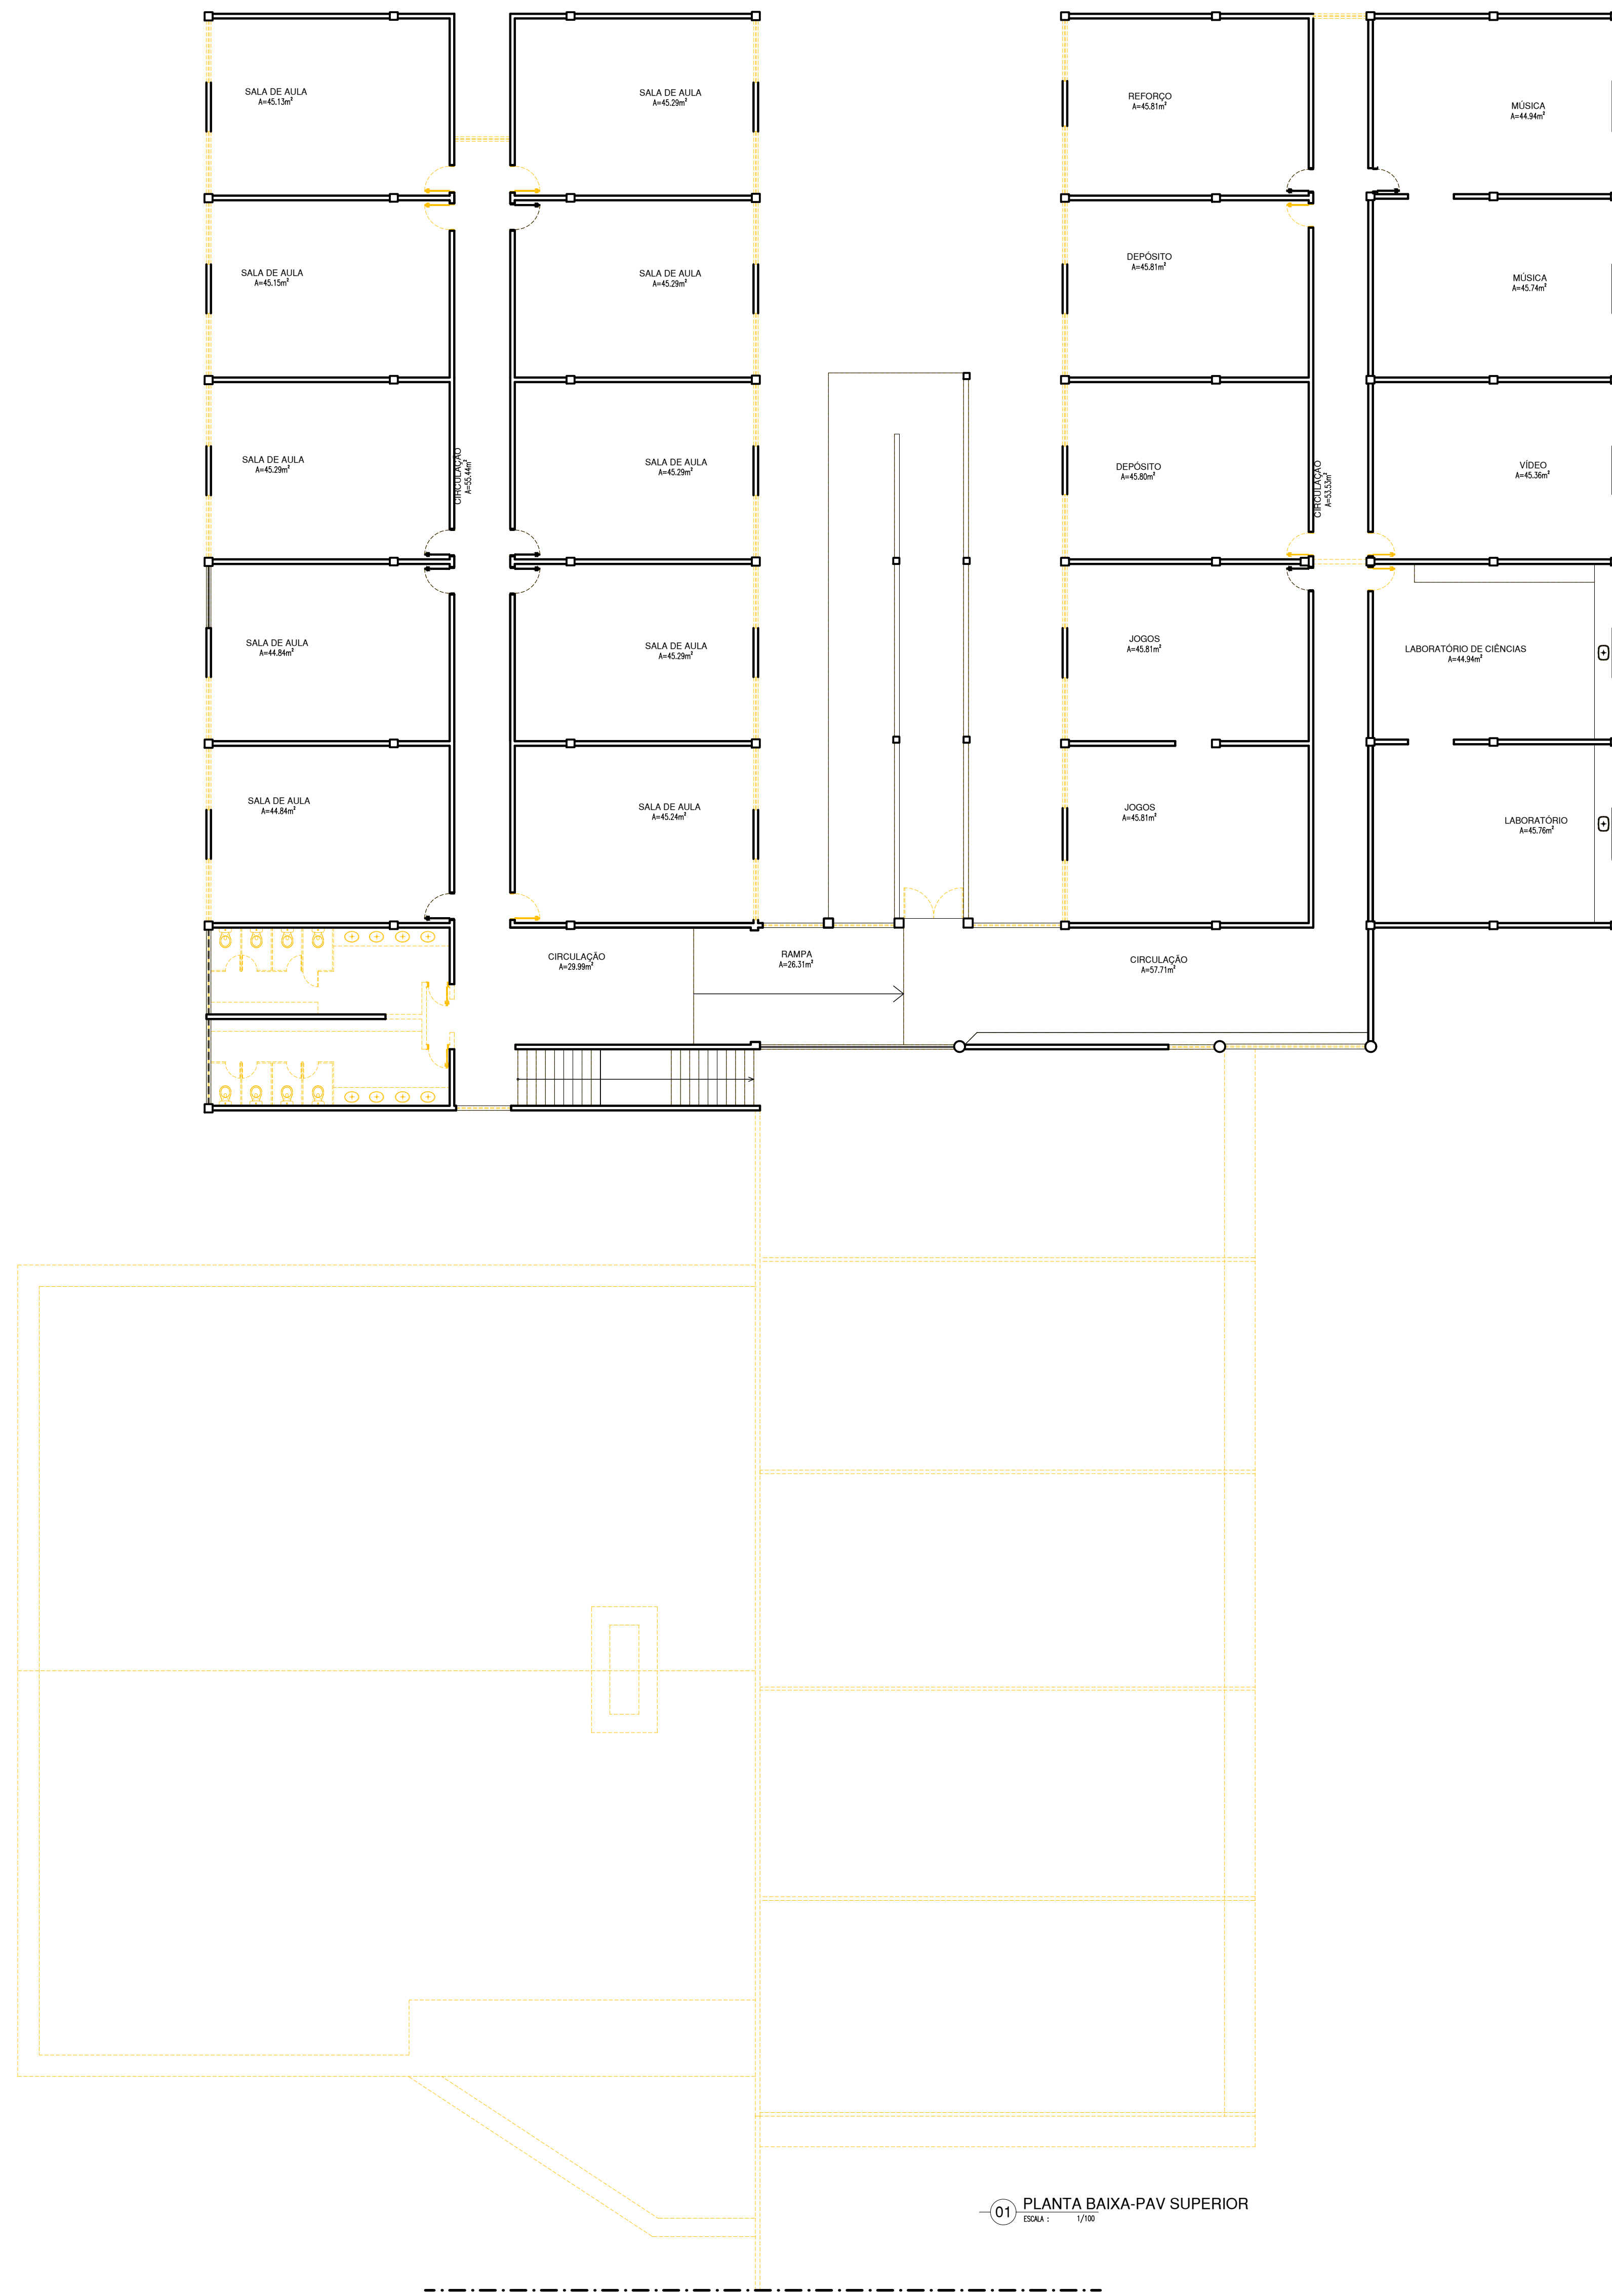 SALA DE AULA
A=45.13m²
SALA DE AULA
A=45.29m²
REFORÇO
A=45.81m²
MÚSICA
A=44.94m²
SALA DE AULA
A=45.15m²
SALA DE AULA
A=45.29m²
DEPÓSITO
A=45.81m²
MÚSICA
A=45.74m²
SALA DE AULA
A=45.29m²
CIRCULAÇÃO
A=55.44m²
SALA DE AULA
A=45.29m²
DEPÓSITO
A=45.80m²
CIRCULAÇÃO
A=53.53m²
VÍDEO
A=45.36m²
SALA DE AULA
A=44.84m²
SALA DE AULA
A=45.29m²
JOGOS
A=45.81m²
LABORATÓRIO DE CIÊNCIAS
A=44.94m²
SALA DE AULA
A=44.84m²
SALA DE AULA
A=45.24m²
JOGOS
A=45.81m²
LABORATÓRIO
A=45.76m²
CIRCULAÇÃO
A=29.99m²
RAMPA
A=26.31m²
CIRCULAÇÃO
A=57.71m²
01 PLANTA BAIXA-PAV SUPERIOR
ESCALA : 1/100